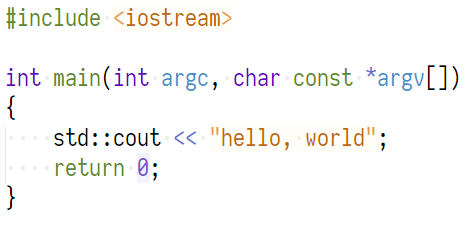 #include <iostream>

int main(int argc, char const *argv[])
{
    std::cout << "hello, world";
    return 0;
}